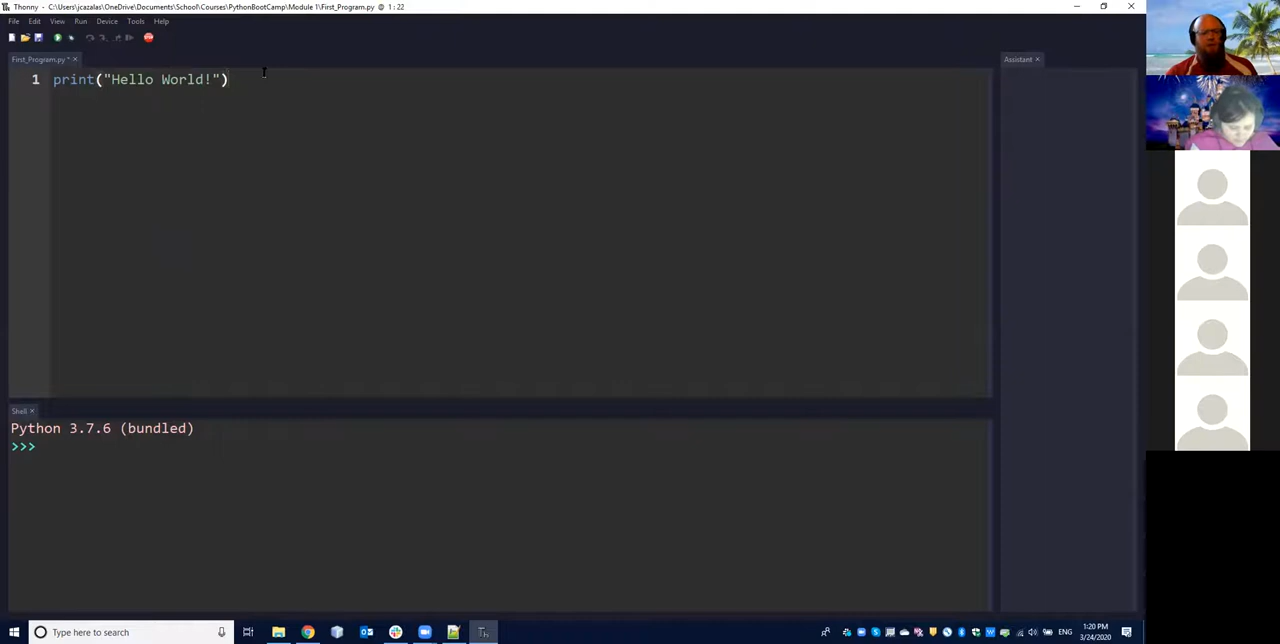 Thonny - C:\Users\jcazalas\OneDrive\Documents\School\Courses\PythonBootCamp\Module 1\First_Program.py @ 1 : 22
File Edit View Run Device Tools Help
STOP
First_Program.py *
Assistant
1 print("Hello World!")
Shell
Python 3.7.6 (bundled)
>>>
Type here to search
Th
ENG
1:20 PM
3/24/2020